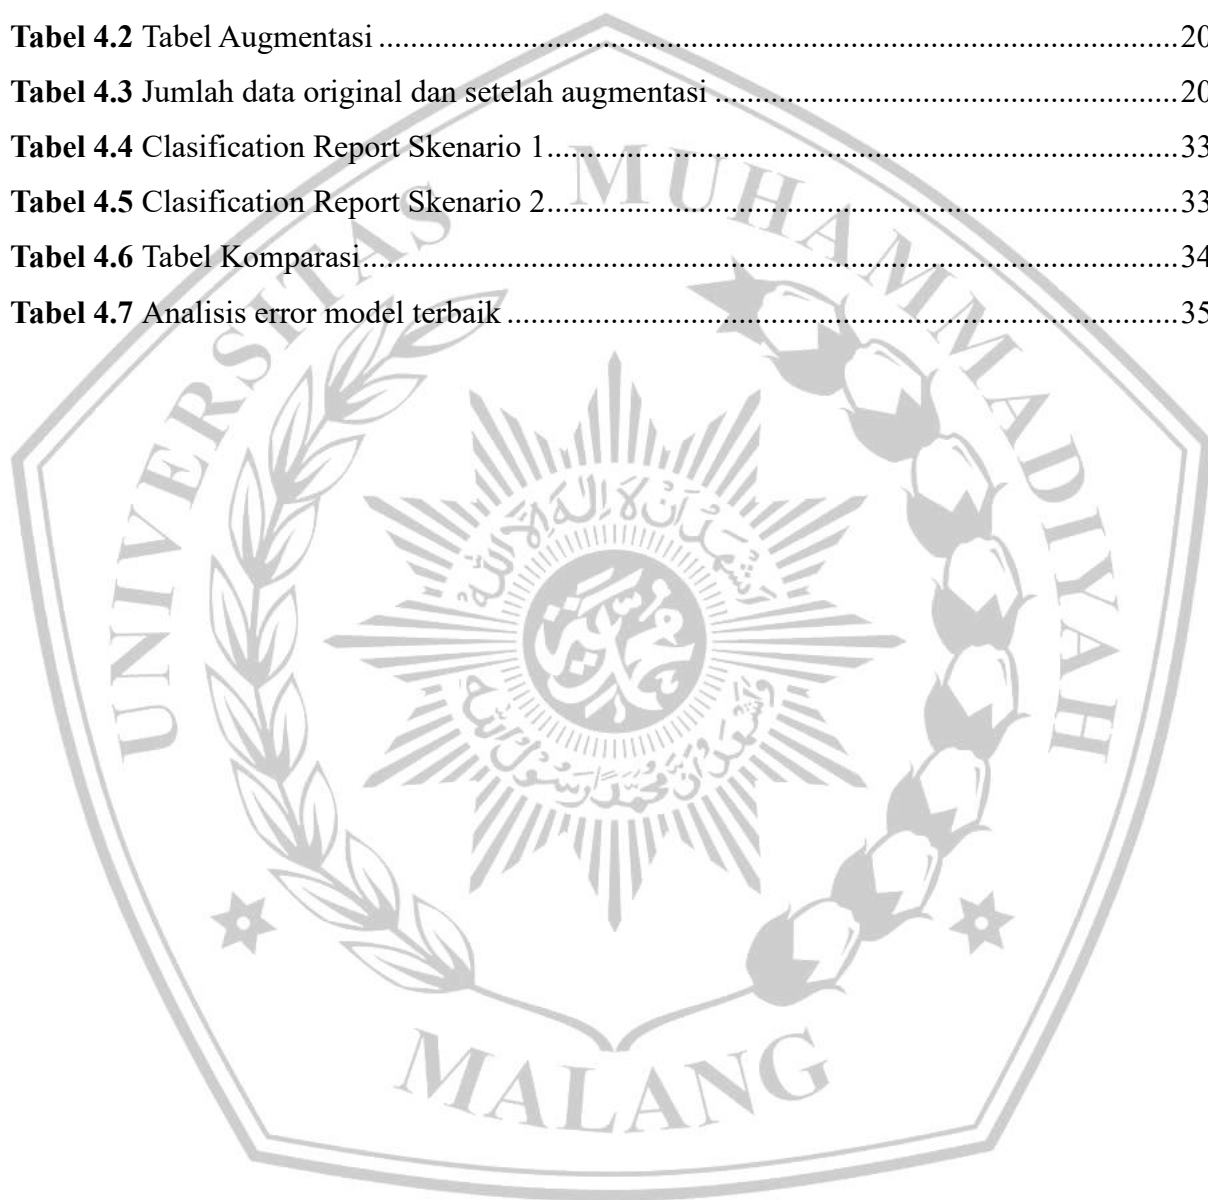 Tabel 4.2 Tabel Augmentasi ........ 20
Tabel 4.3 Jumlah data original dan setelah augmentasi ........ 20
Tabel 4.4 Clasification Report Skenario 1 ........ 33
Tabel 4.5 Clasification Report Skenario 2 ........ 33
Tabel 4.6 Tabel Komparasi ........ 34
Tabel 4.7 Analisis error model terbaik ........ 35
UNIVERSITAS MUHAMMADIYAH
MALANG